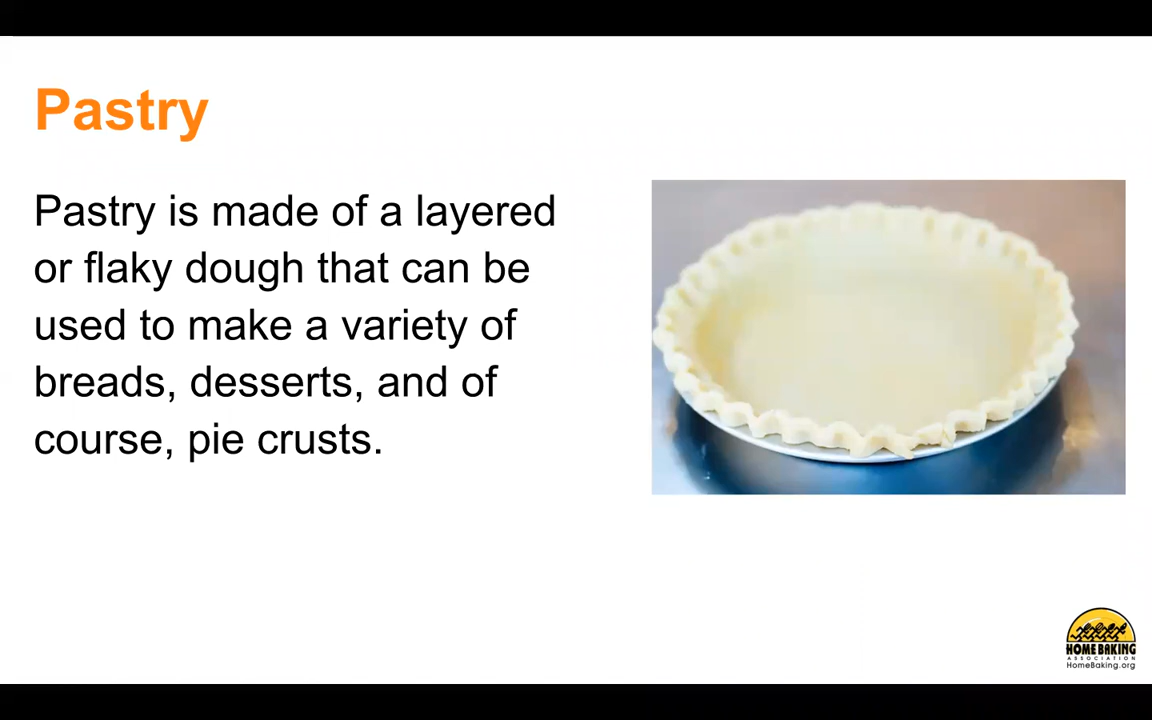 Pastry
Pastry is made of a layered
or flaky dough that can be
used to make a variety of
breads, desserts, and of
course, pie crusts.
HOME BAKING
ASSOCIATION
HomeBaking.org